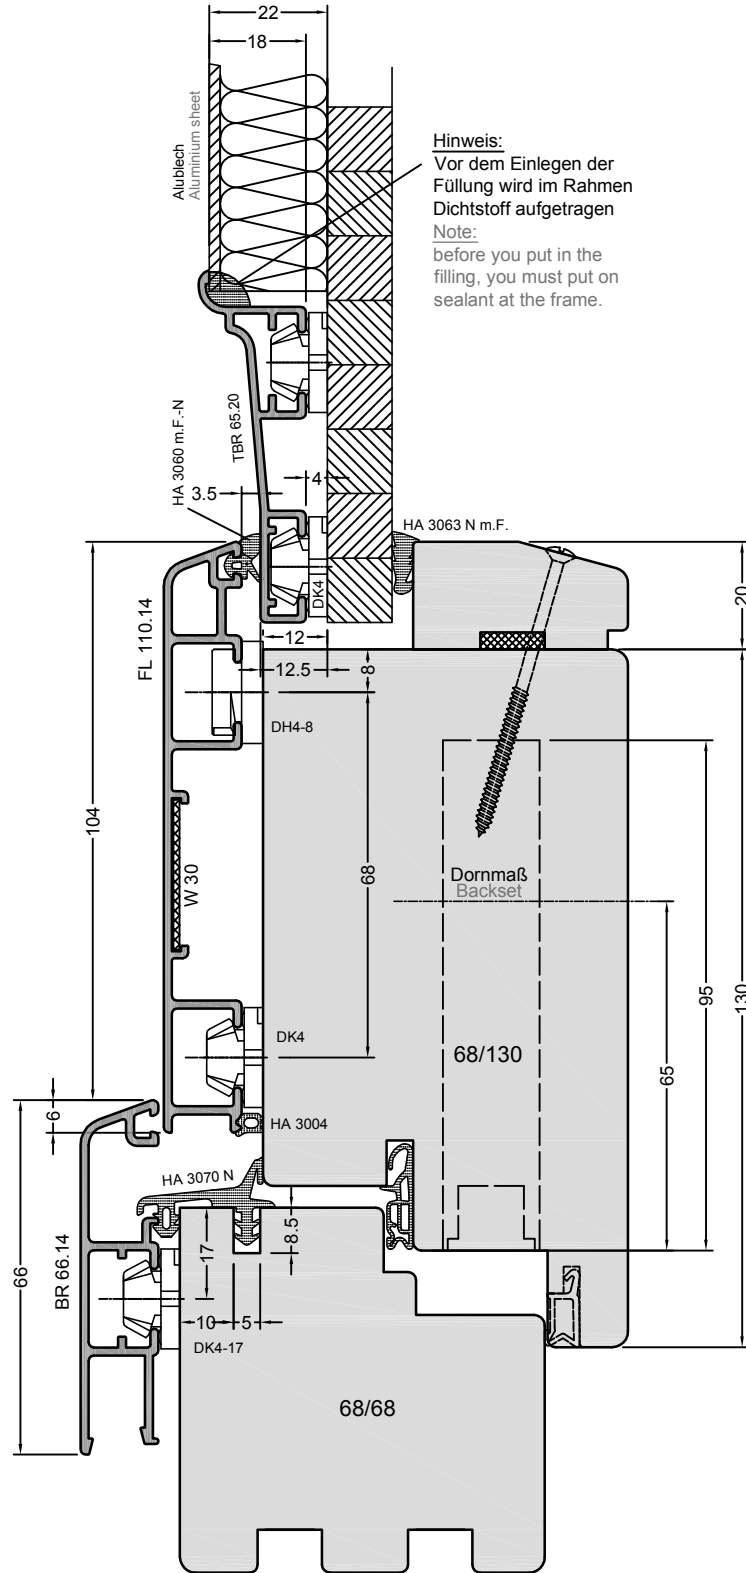 22
18
Alublech
Aluminium sheet
Hinweis:
Vor dem Einlegen der
Füllung wird im Rahmen
Dichtstoff aufgetragen
Note:
before you put in the
filling, you must put on
sealant at the frame.
HA 3060 m.F.-N
TBR 65.20
3.5
4
HA 3063 N m.F.
DK4
20
FL 110.14
12
12.5
8
DH4-8
104
68
W 30
Dornmaß
Backset
95
130
DK4
68/130
65
6
HA 3004
HA 3070 N
8.5
17
66
BR 66.14
10
5
DK4-17
68/68